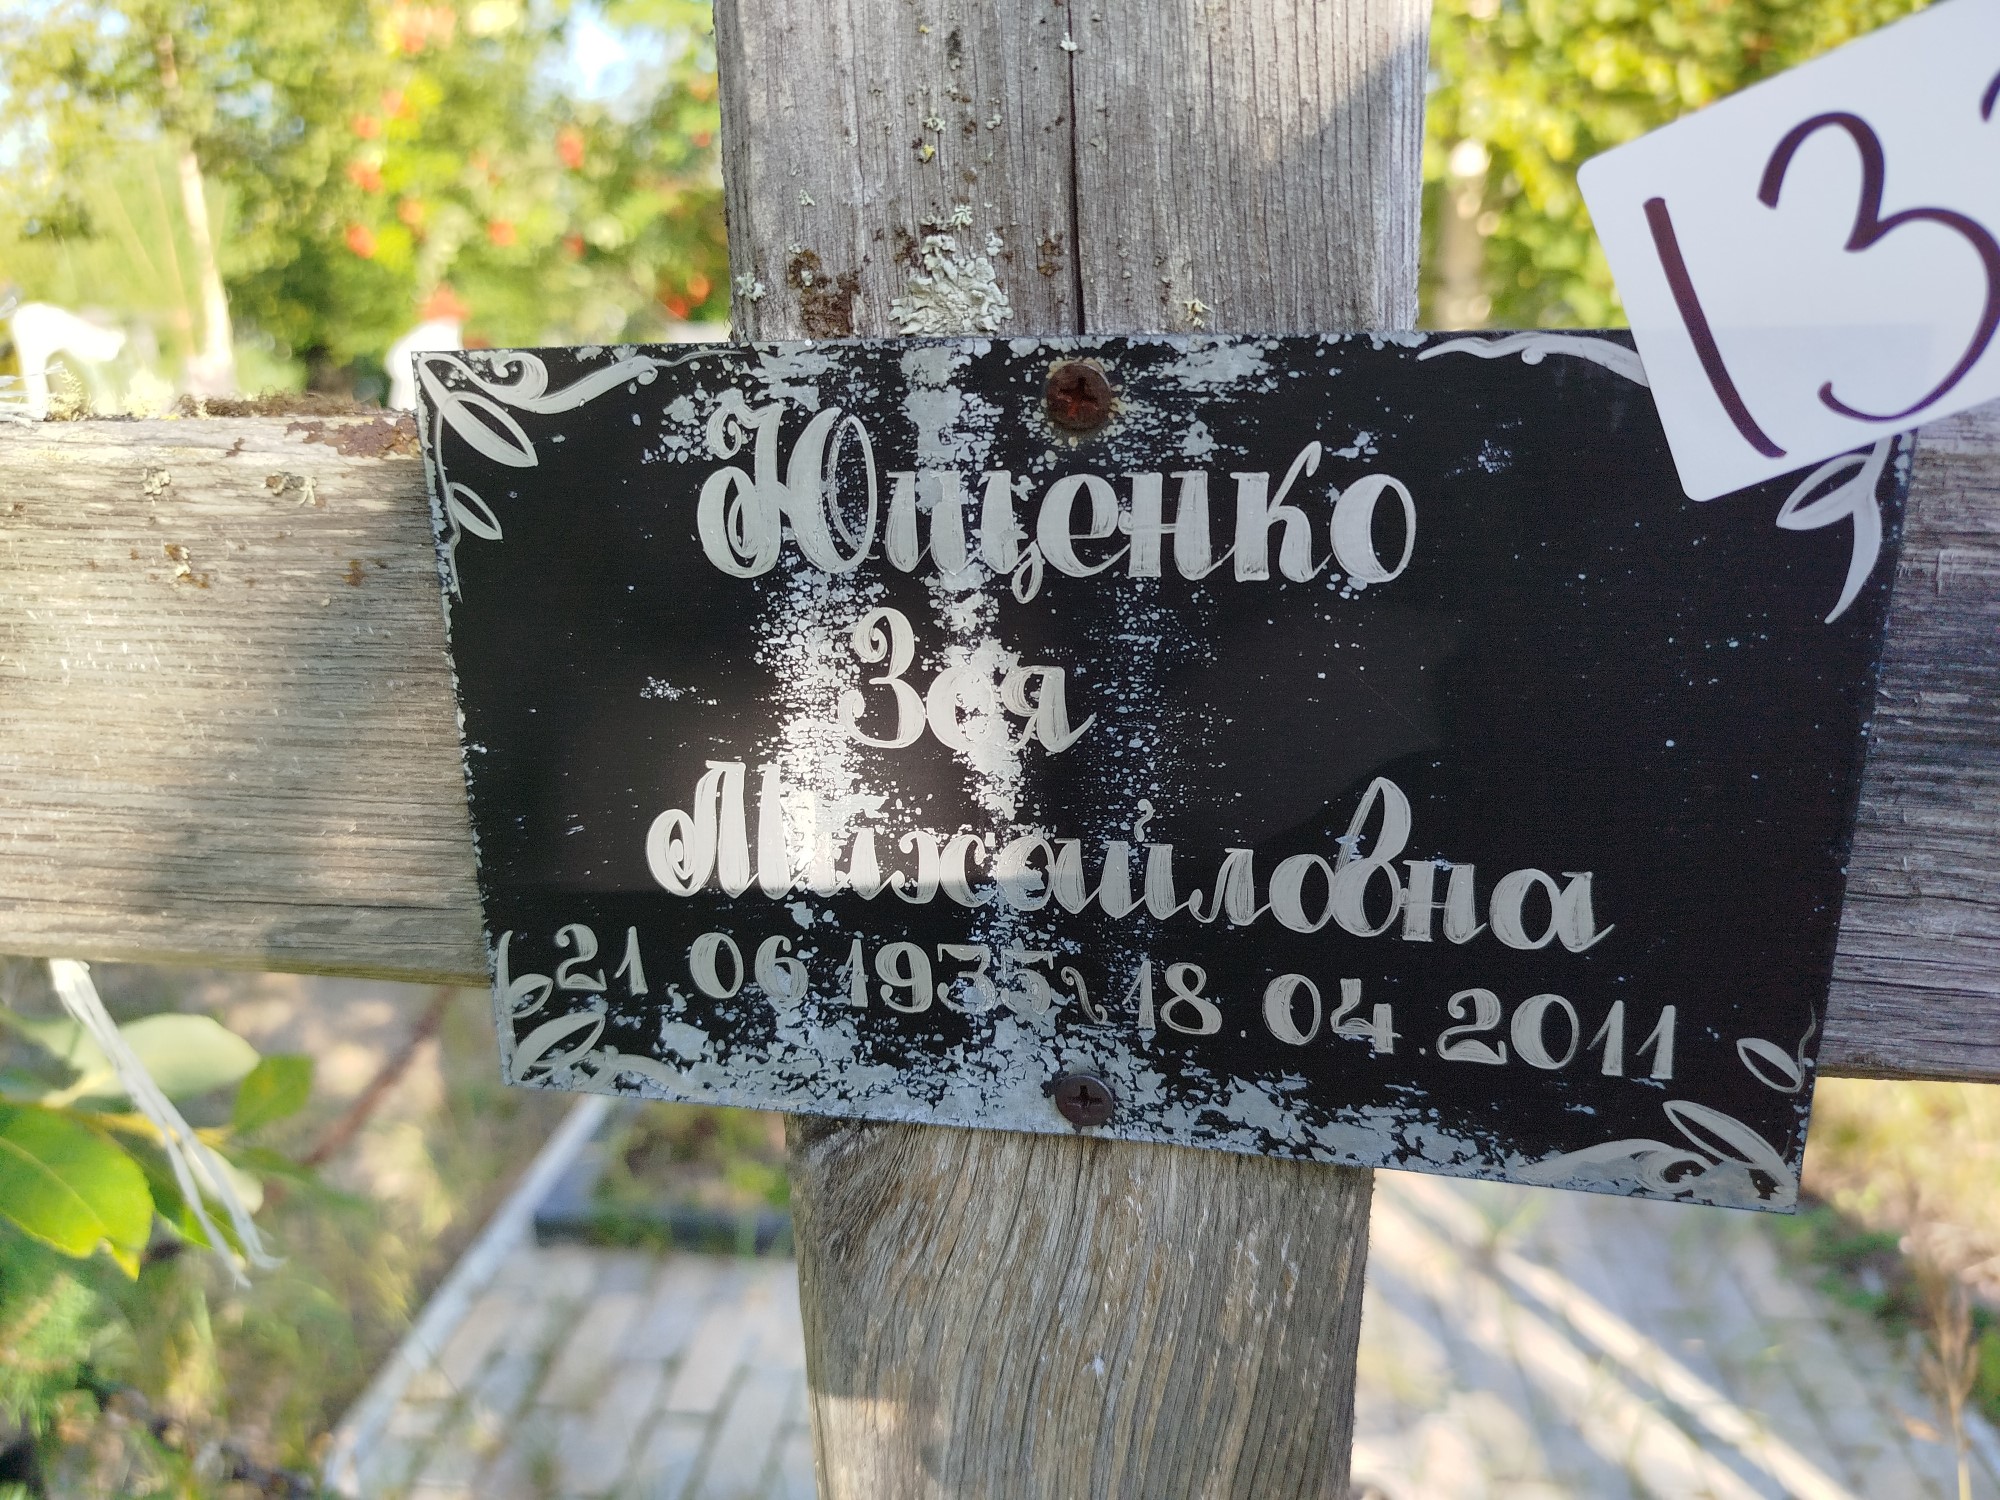 13
Ющенко
Зоя
Михайловна
21.06 1935 ~ 18.04.2011